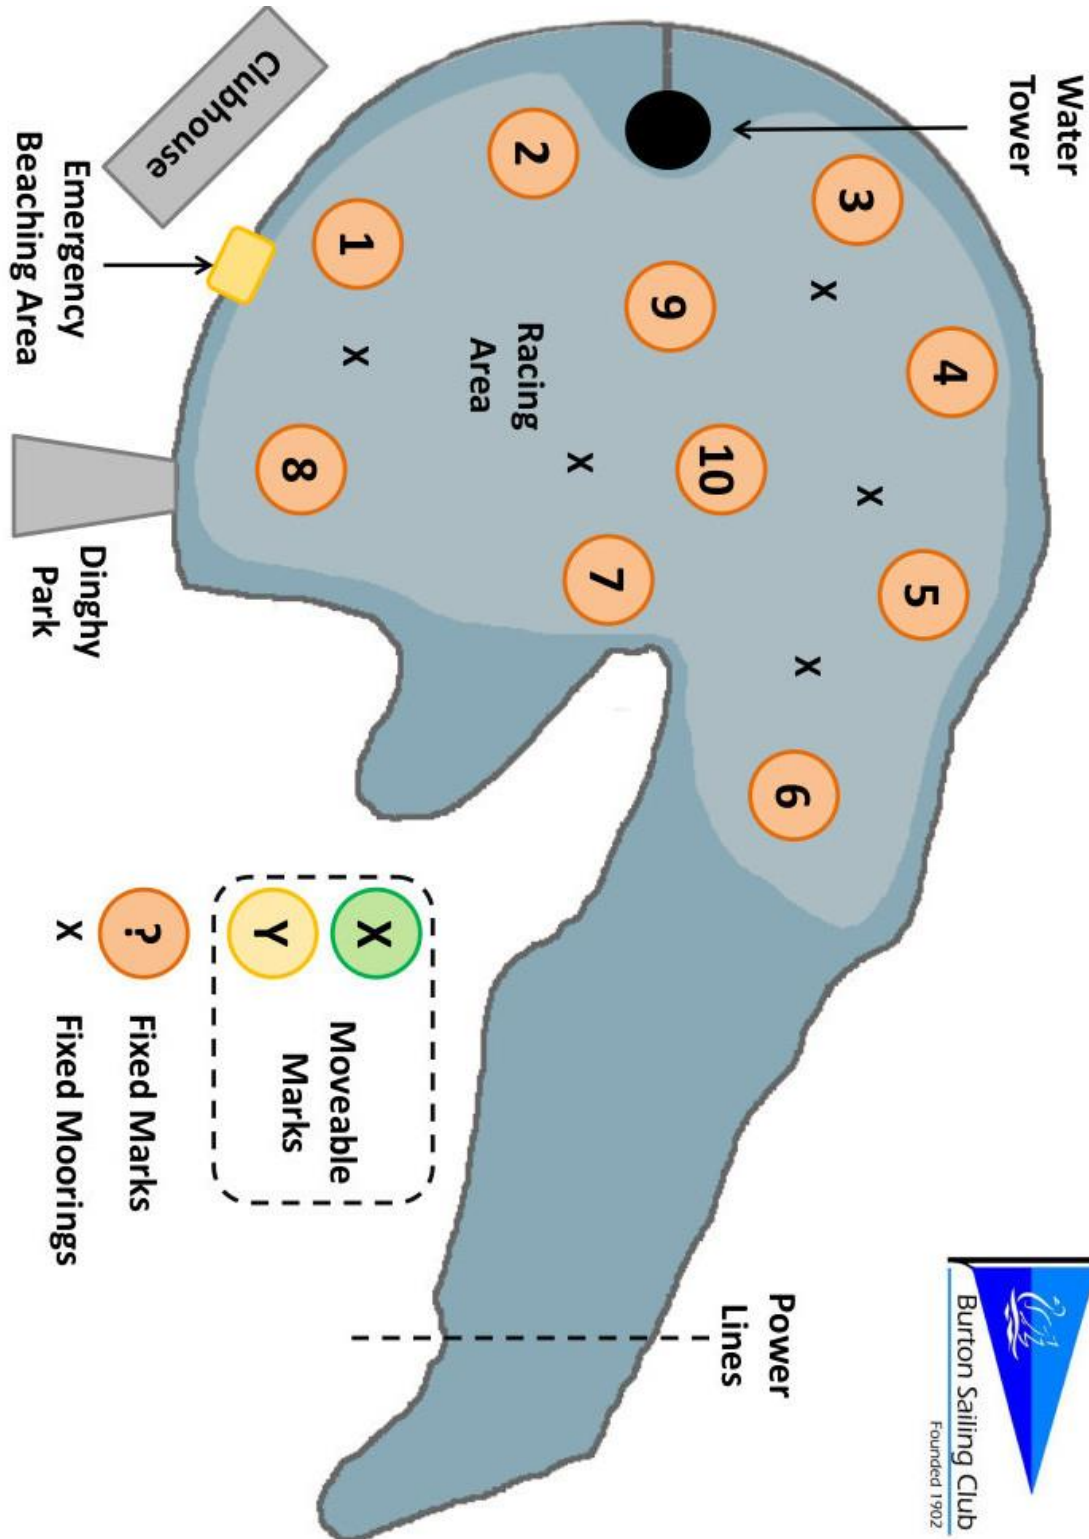 Water
Tower
Burton Sailing Club
Founded 1902
Power
Lines
4
5
3
X
X
X
6
10
9
7
X
Racing
Area
2
1
X
8
Clubhouse
Emergency
Beaching Area
Dinghy
Park
X
Y
Moveable
Marks
? Fixed Marks
X Fixed Moorings